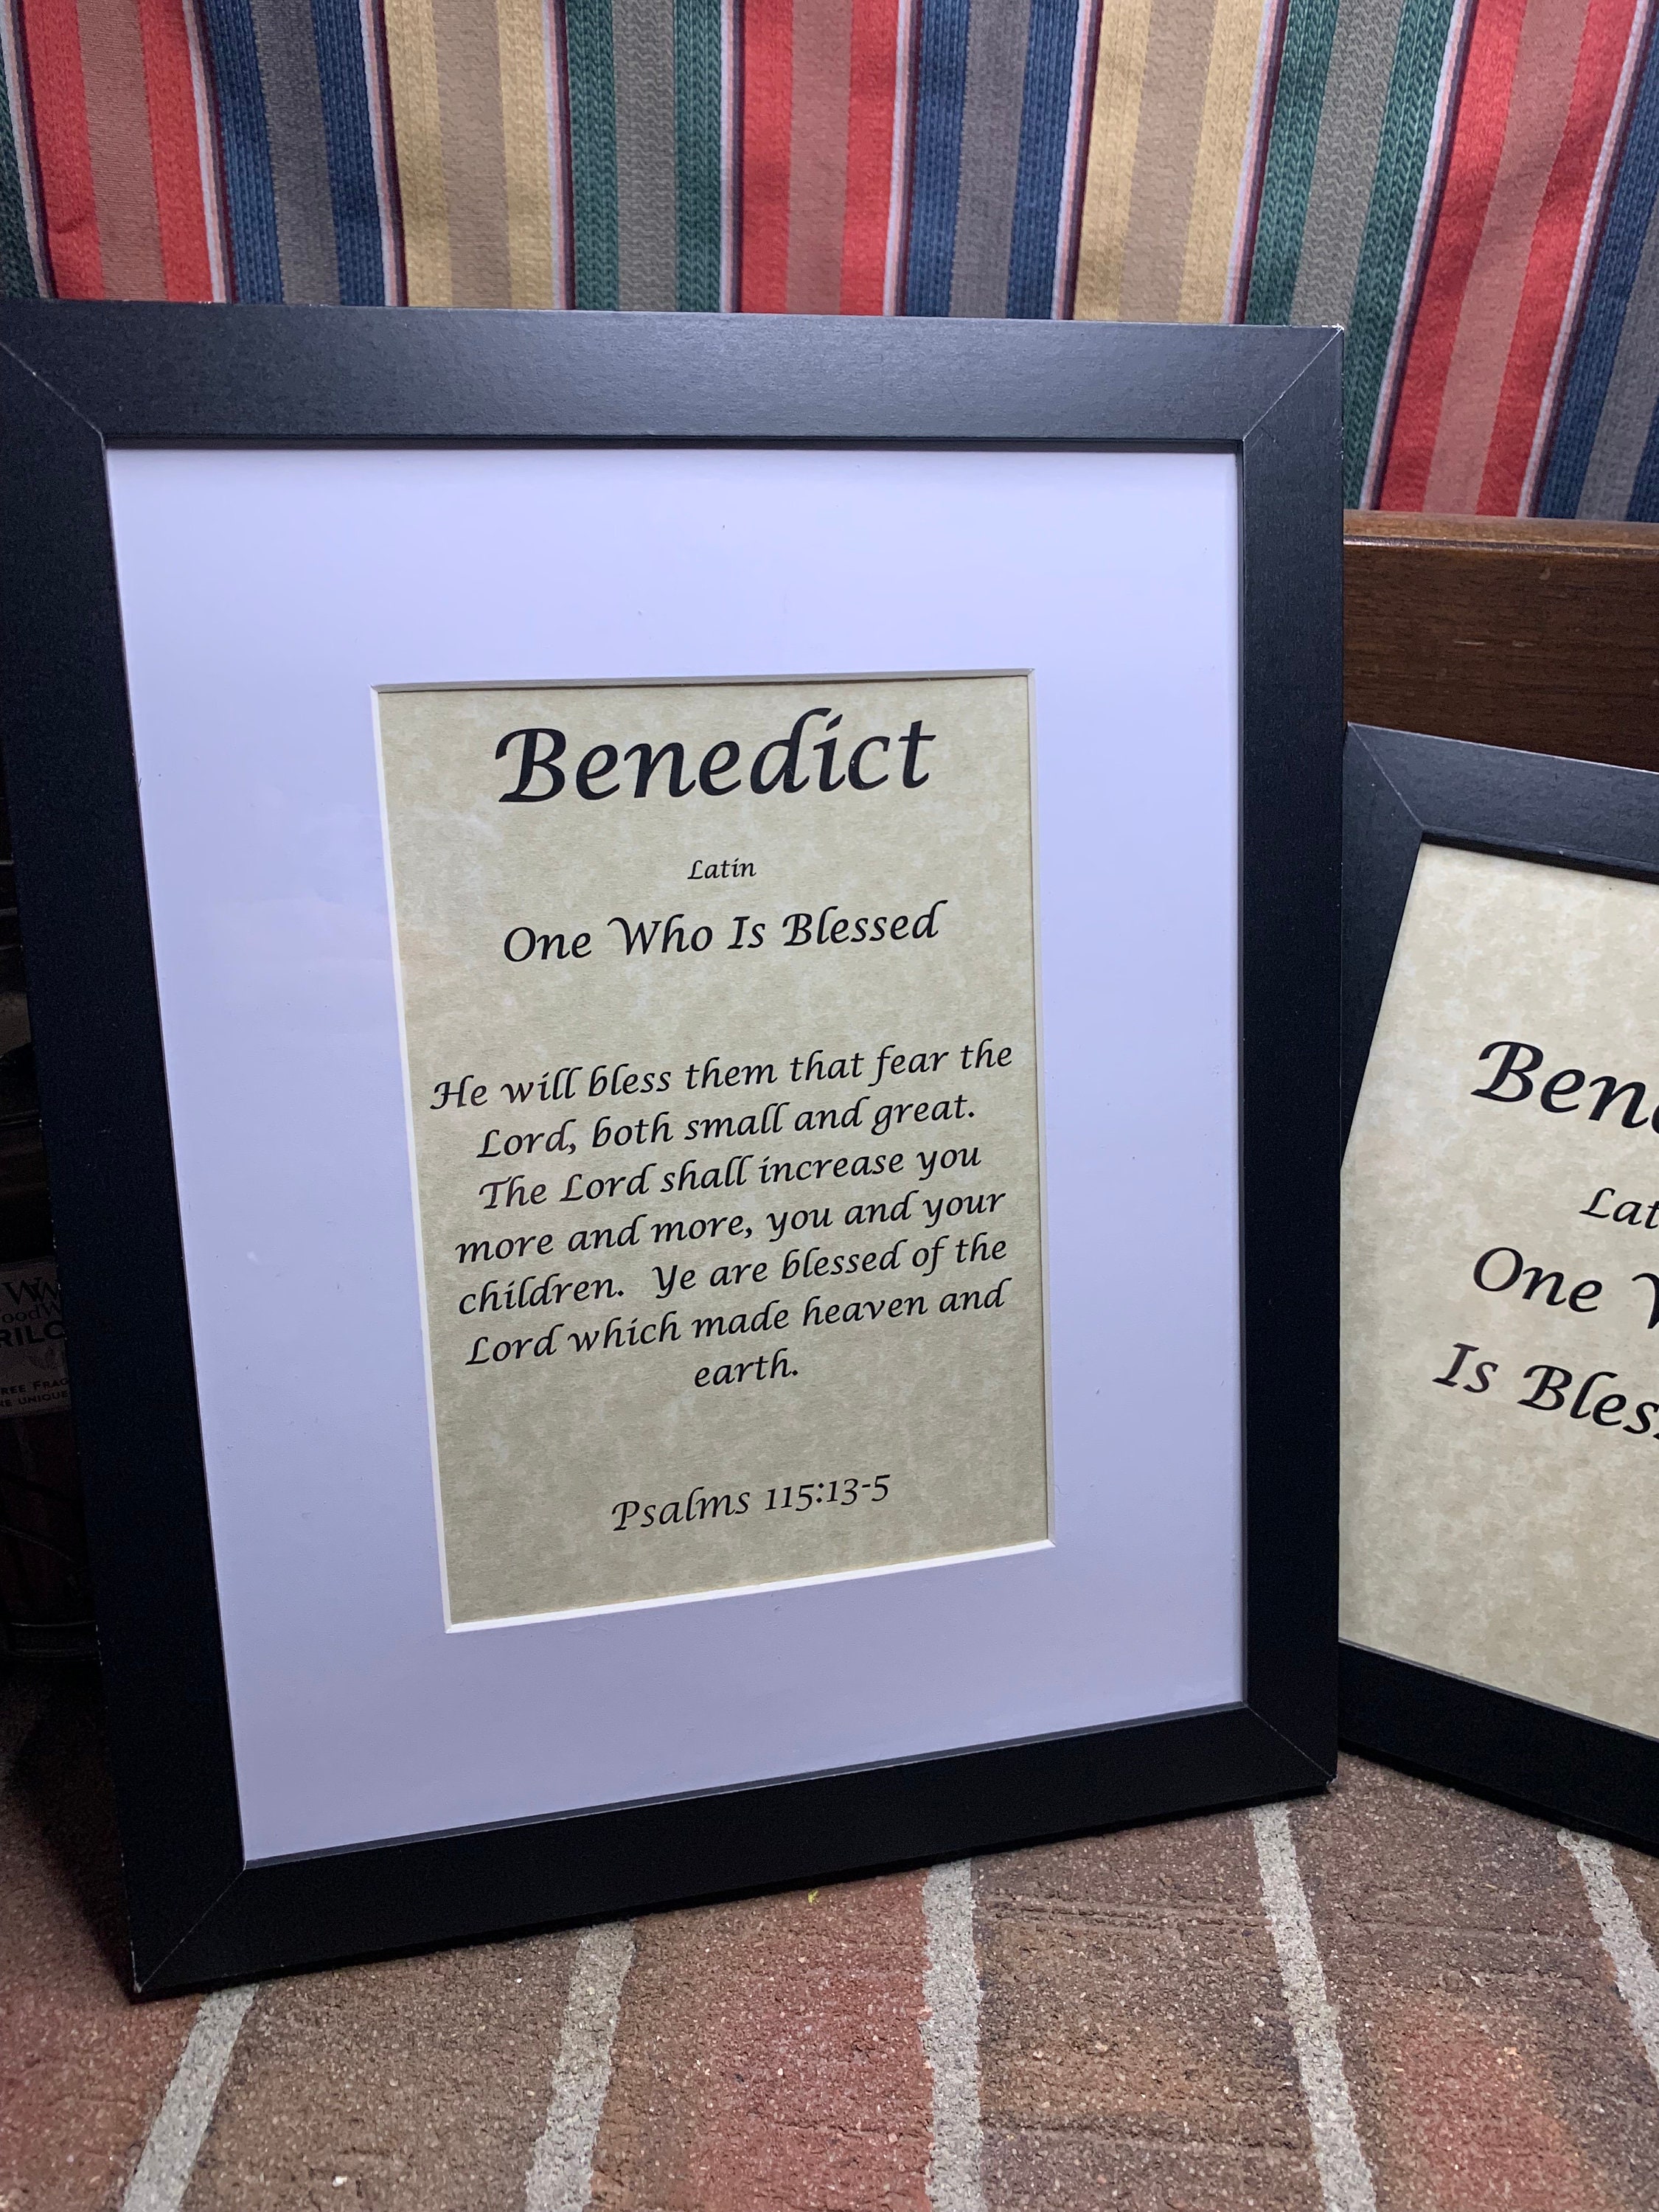 Benedict
Latin
One Who Is Blessed
He will bless them that fear the
Lord, both small and great.
The Lord shall increase you
more and more, you and your
children.  Ye are blessed of the
Lord which made heaven and
earth.
Psalms 115:13-5
Bene
Lat
One
Is Bles